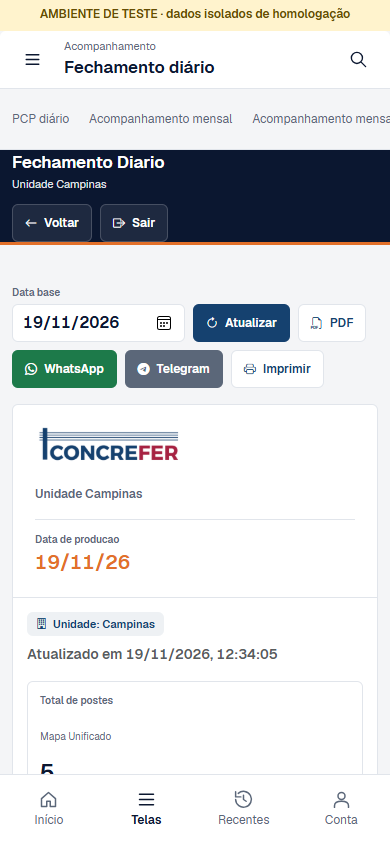 AMBIENTE DE TESTE · dados isolados de homologação
Acompanhamento
Fechamento diário
PCP diário Acompanhamento mensal Acompanhamento mensa
Fechamento Diario
Unidade Campinas
Voltar Sair
Data base
19/11/2026 Atualizar PDF
WhatsApp Telegram Imprimir
CONCREFER
Unidade Campinas
Data de producao
19/11/26
Unidade: Campinas
Atualizado em 19/11/2026, 12:34:05
Total de postes
Mapa Unificado
5
Início Telas Recentes Conta